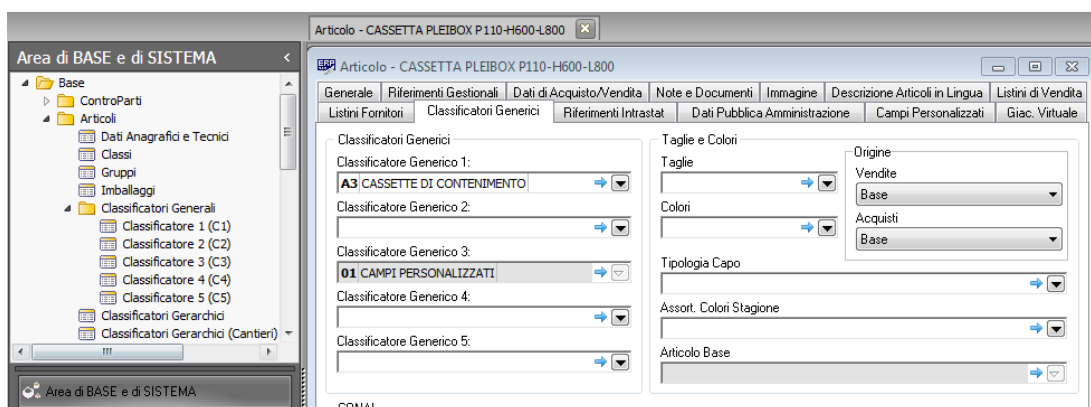 Articolo - CASSETTA PLEIBOX P110-H600-L800
Area di BASE e di SISTEMA
Base
ControParti
Articoli
Dati Anagrafici e Tecnici
Classi
Gruppi
Imballaggi
Classificatori Generali
Classificatore 1 (C1)
Classificatore 2 (C2)
Classificatore 3 (C3)
Classificatore 4 (C4)
Classificatore 5 (C5)
Classificatori Gerarchici
Classificatori Gerarchici (Cantieri)
Area di BASE e di SISTEMA
ERP Articolo - CASSETTA PLEIBOX P110-H600-L800
Generale Riferimenti Gestionali Dati di Acquisto/Vendita Note e Documenti Immagine Descrizione Articoli in Lingua Listini di Vendita
Listini Fornitori Classificatori Generici Riferimenti Intrastat Dati Pubblica Amministrazione Campi Personalizzati Giac. Virtuale
Classificatori Generici
Classificatore Generico 1:
A3 CASSETTE DI CONTENIMENTO
Classificatore Generico 2:
Classificatore Generico 3:
01 CAMPI PERSONALIZZATI
Classificatore Generico 4:
Classificatore Generico 5:
Taglie e Colori
Taglie
Colori
Origine
Vendite
Base
Acquisti
Base
Tipologia Capo
Assort. Colori Stagione
Articolo Base